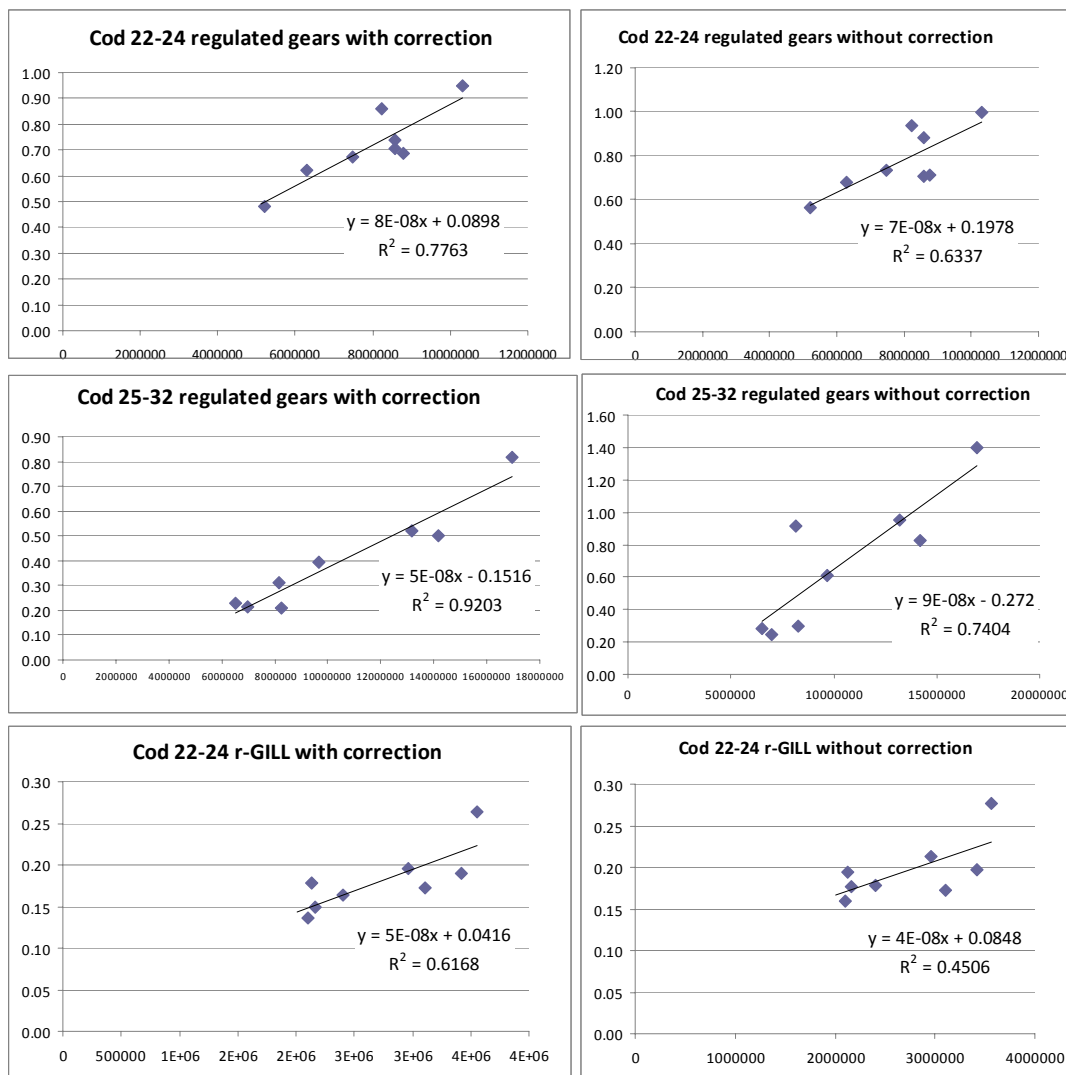 Cod 22-24 regulated gears with correction
1.00
0.90
0.80
0.70
0.60
0.50
0.40
0.30
0.20
0.10
0.00
y = 8E-08x + 0.0898
R² = 0.7763
0 2000000 4000000 6000000 8000000 10000000 12000000
Cod 22-24 regulated gears without correction
1.20
1.00
0.80
0.60
0.40
0.20
0.00
y = 7E-08x + 0.1978
R² = 0.6337
0 2000000 4000000 6000000 8000000 10000000 12000000
Cod 25-32 regulated gears with correction
0.90
0.80
0.70
0.60
0.50
0.40
0.30
0.20
0.10
0.00
y = 5E-08x - 0.1516
R² = 0.9203
0 2000000 4000000 6000000 8000000 10000000 12000000 14000000 16000000 18000000
Cod 25-32 regulated gears without correction
1.60
1.40
1.20
1.00
0.80
0.60
0.40
0.20
0.00
y = 9E-08x - 0.272
R² = 0.7404
0 5000000 10000000 15000000 20000000
Cod 22-24 r-GILL with correction
0.30
0.25
0.20
0.15
0.10
0.05
0.00
y = 5E-08x + 0.0416
R² = 0.6168
0 500000 1E+06 2E+06 2E+06 3E+06 3E+06 4E+06 4E+06
Cod 22-24 r-GILL without correction
0.30
0.25
0.20
0.15
0.10
0.05
0.00
y = 4E-08x + 0.0848
R² = 0.4506
0 1000000 2000000 3000000 4000000